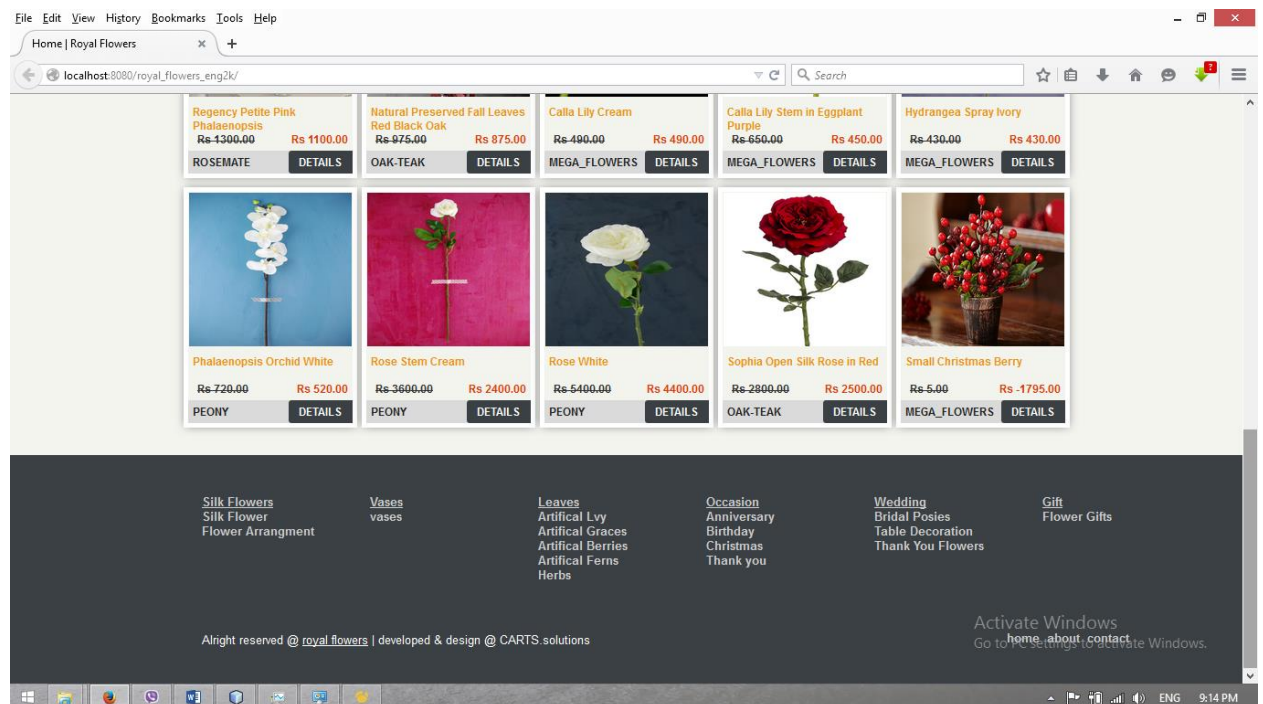 File Edit View History Bookmarks Tools Help
Home | Royal Flowers
localhost:8080/royal_flowers_eng2k/
Search
?
Regency Petite Pink Phalaenopsis
Rs 1300.00 Rs 1100.00
ROSEMATE DETAILS
Natural Preserved Fall Leaves Red Black Oak
Rs 975.00 Rs 875.00
OAK-TEAK DETAILS
Calla Lily Cream
Rs 490.00 Rs 490.00
MEGA_FLOWERS DETAILS
Calla Lily Stem in Eggplant Purple
Rs 650.00 Rs 450.00
MEGA_FLOWERS DETAILS
Hydrangea Spray Ivory
Rs 430.00 Rs 430.00
MEGA_FLOWERS DETAILS
Phalaenopsis Orchid White
Rs 720.00 Rs 520.00
PEONY DETAILS
Rose Stem Cream
Rs 3600.00 Rs 2400.00
PEONY DETAILS
Rose White
Rs 5400.00 Rs 4400.00
PEONY DETAILS
Sophia Open Silk Rose in Red
Rs 2800.00 Rs 2500.00
OAK-TEAK DETAILS
Small Christmas Berry
Rs 5.00 Rs -1795.00
MEGA_FLOWERS DETAILS
Silk Flowers
Silk Flower
Flower Arrangment
Vases
vases
Leaves
Artifical Lvy
Artifical Graces
Artifical Berries
Artifical Ferns
Herbs
Occasion
Anniversary
Birthday
Christmas
Thank you
Wedding
Bridal Posies
Table Decoration
Thank You Flowers
Gift
Flower Gifts
Alright reserved @ royal flowers | developed & design @ CARTS.solutions
home about contact
Activate Windows
Go to PC settings to activate Windows.
ENG 9:14 PM